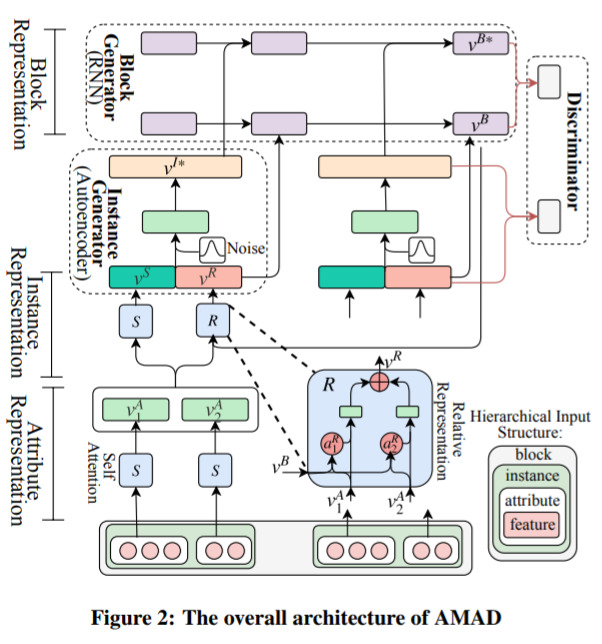 Block
Representation
Block
Generator
(RNN)
v^{B*}
v^B
Discriminator
Instance
Generator
(Autoencoder)
v^{I*}
Noise
v^S
v^R
Instance
Representation
S
R
Attribute
Representation
v_1^A
v_2^A
Self
Attention
S
S
v^R
R
a_1^R
a_2^R
v^B
v_1^A
v_2^A
Relative
Representation
Hierarchical Input
Structure:
block
instance
attribute
feature
Figure 2: The overall architecture of AMAD